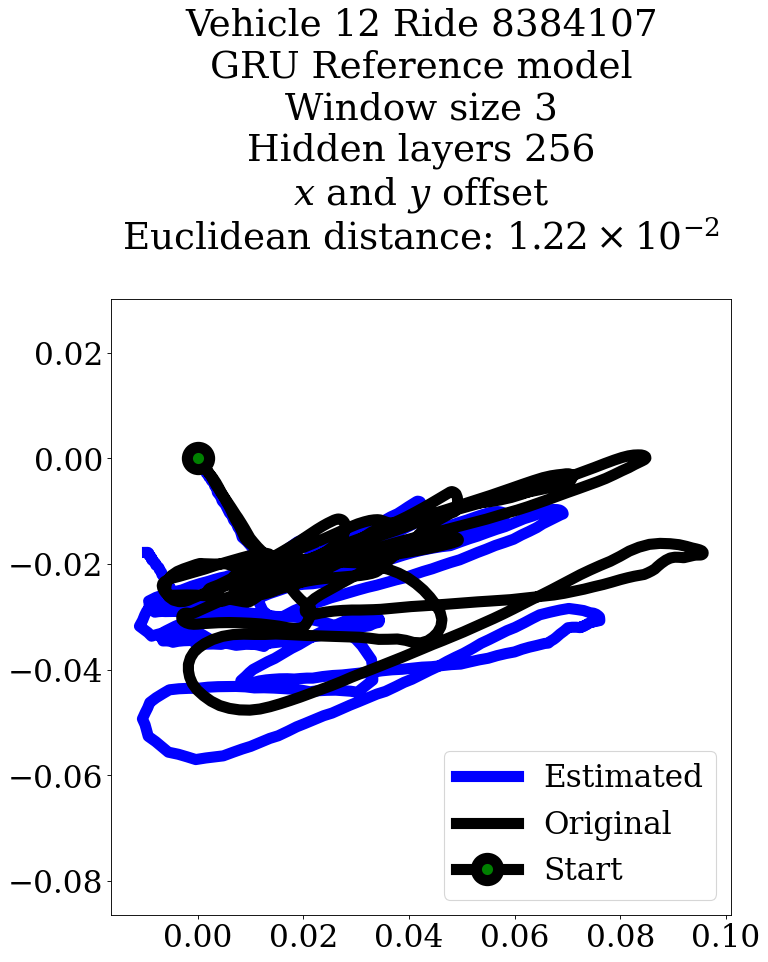 Vehicle 12 Ride 8384107
GRU Reference model
Window size 3
Hidden layers 256
x and y offset
Euclidean distance: 1.22 × 10⁻²
0.02
0.00
−0.02
−0.04
−0.06
−0.08
Estimated
Original
Start
0.00 0.02 0.04 0.06 0.08 0.10